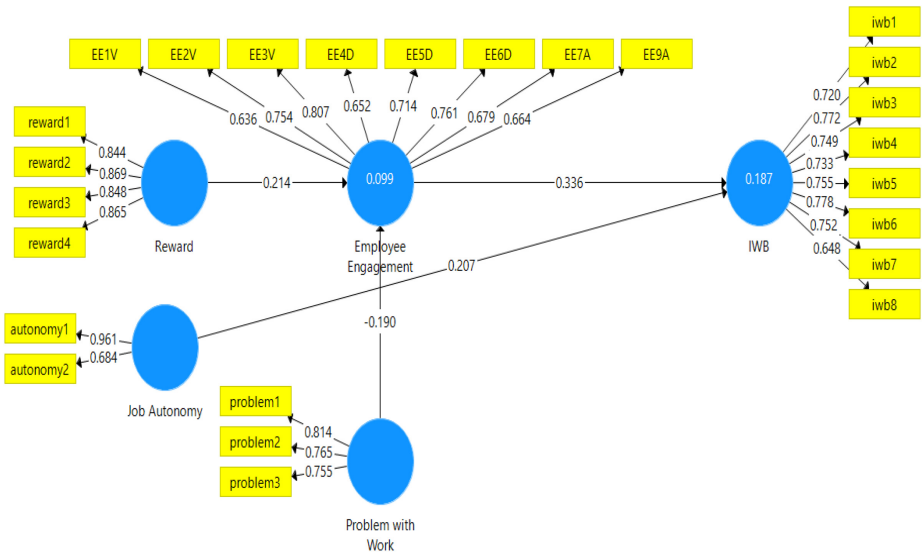 EE1V
EE2V
EE3V
EE4D
EE5D
EE6D
EE7A
EE9A
0.636
0.754
0.807
0.652
0.714
0.761
0.679
0.664
reward1
reward2
reward3
reward4
0.844
0.869
0.848
0.865
Reward
0.214
0.099
Employee
Engagement
0.336
0.187
IWB
0.720
0.772
0.749
0.733
0.755
0.778
0.752
0.648
iwb1
iwb2
iwb3
iwb4
iwb5
iwb6
iwb7
iwb8
0.207
-0.190
autonomy1
autonomy2
0.961
0.684
Job Autonomy
problem1
problem2
problem3
0.814
0.765
0.755
Problem with
Work